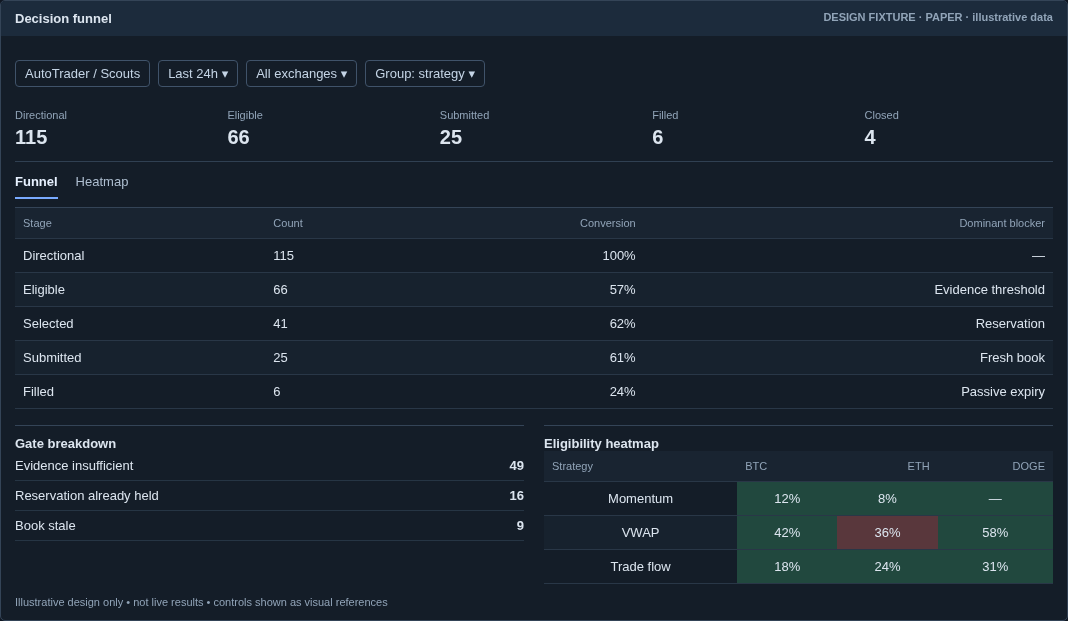 Decision funnel
DESIGN FIXTURE · PAPER · illustrative data
AutoTrader / Scouts
Last 24h ▾
All exchanges ▾
Group: strategy ▾
Directional
115
Eligible
66
Submitted
25
Filled
6
Closed
4
Funnel
Heatmap
Stage Count Conversion Dominant blocker
Directional 115 100% —
Eligible 66 57% Evidence threshold
Selected 41 62% Reservation
Submitted 25 61% Fresh book
Filled 6 24% Passive expiry
Gate breakdown
Evidence insufficient 49
Reservation already held 16
Book stale 9
Eligibility heatmap
Strategy BTC ETH DOGE
Momentum 12% 8% —
VWAP 42% 36% 58%
Trade flow 18% 24% 31%
Illustrative design only • not live results • controls shown as visual references